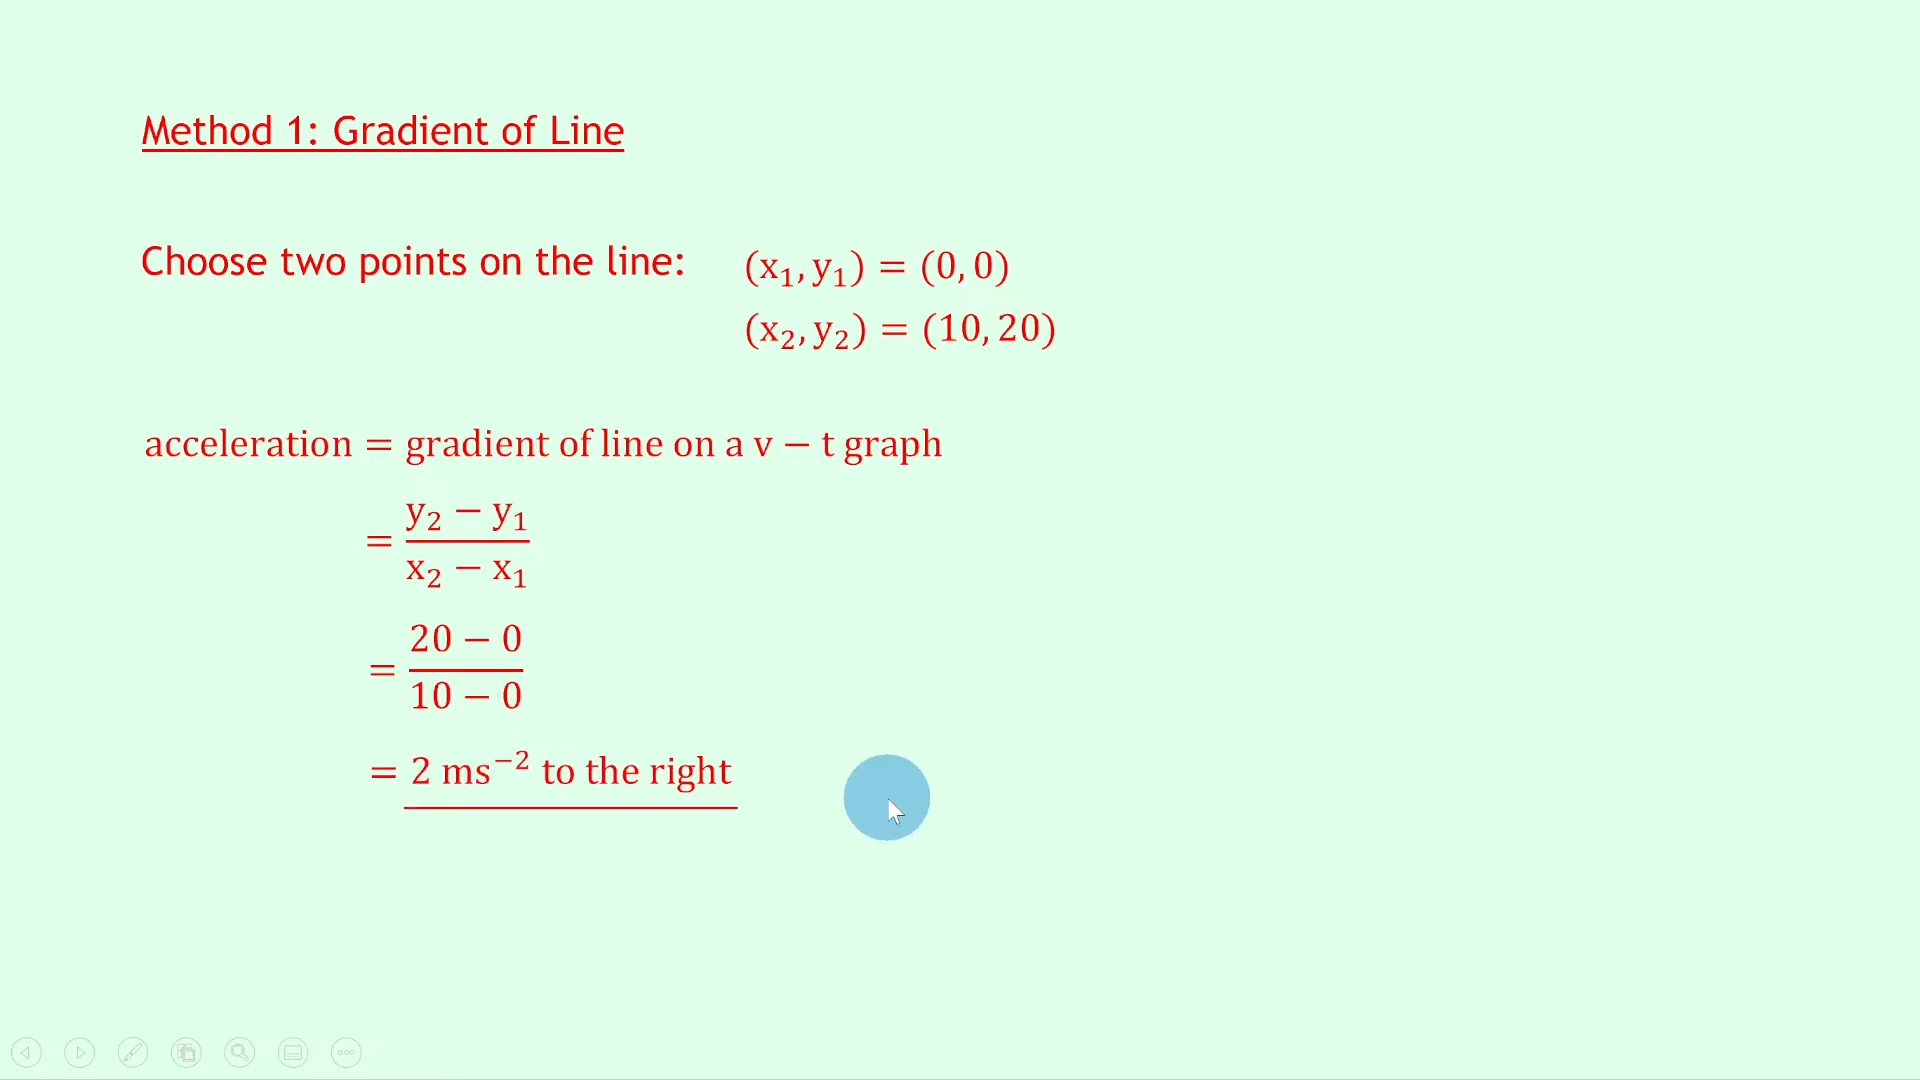 Method 1: Gradient of Line
Choose two points on the line: (x₁, y₁) = (0, 0)
(x₂, y₂) = (10, 20)
acceleration = gradient of line on a v − t graph
= (y₂ − y₁) / (x₂ − x₁)
= (20 − 0) / (10 − 0)
= 2 ms⁻² to the right